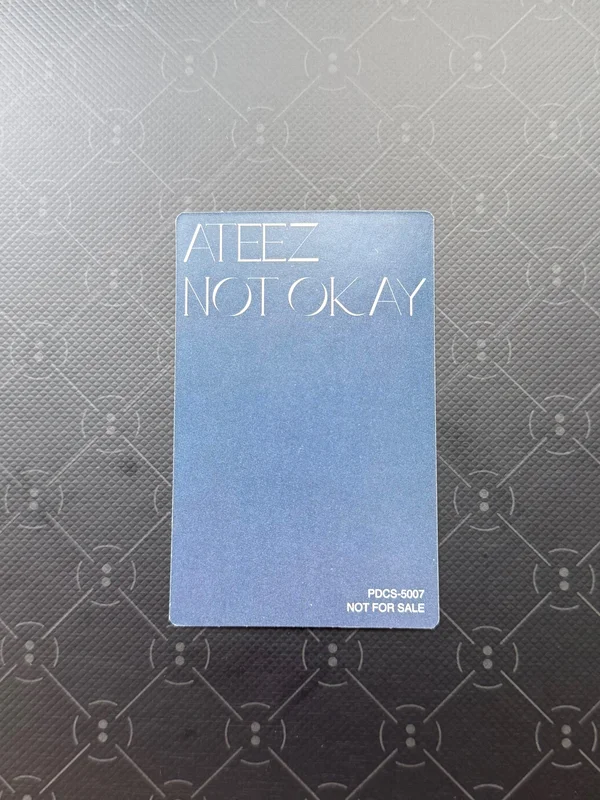 ATEEZ
NOT OKAY
PDCS-5007
NOT FOR SALE